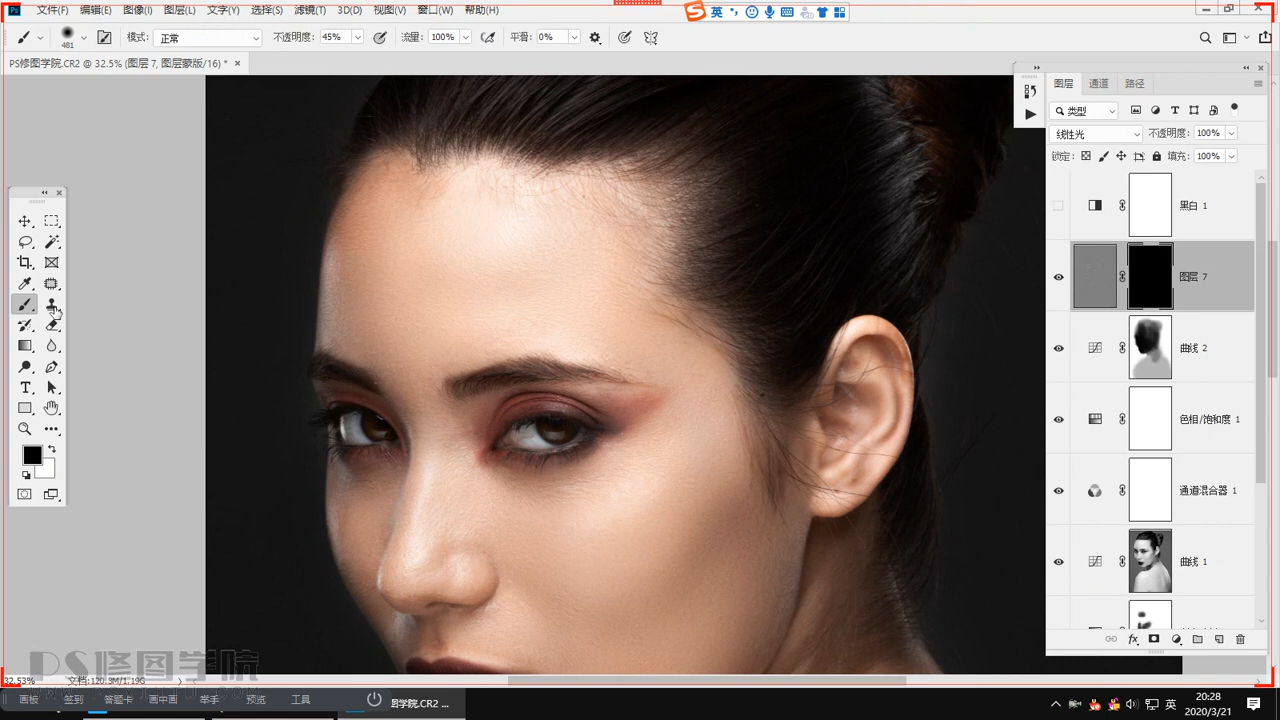 Ps 文件(F) 编辑(E) 图像(I) 图层(L) 文字(Y) 选择(S) 滤镜(T) 3D(D) 视图(V) 窗口(W) 帮助(H)
S 英
481 模式: 正常 不透明度: 45% 流里: 100% 平滑: 0%
PS修图学院.CR2 @ 32.5% (图层 7, 图层蒙版/16) *
图层 通道 路径
类型
线性光 不透明度: 100%
锁定: 填充: 100%
黑白 1
图层 7
曲线 2
色相/饱和度 1
通道混合器 1
曲线 1
PS修图学院
32.53% 文档:120.9M/1.19G
画板 签到 答题卡 画中画 举手 预览 工具
图学院.CR2 ...
英
20:28
2020/3/21